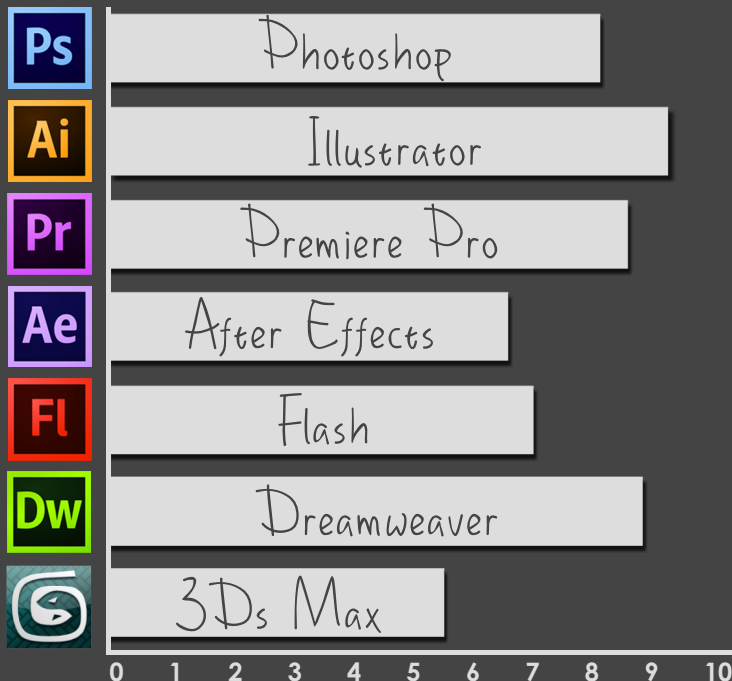 Ps Photoshop
Ai Illustrator
Pr Premiere Pro
Ae After Effects
Fl Flash
Dw Dreamweaver
3Ds Max
0 1 2 3 4 5 6 7 8 9 10